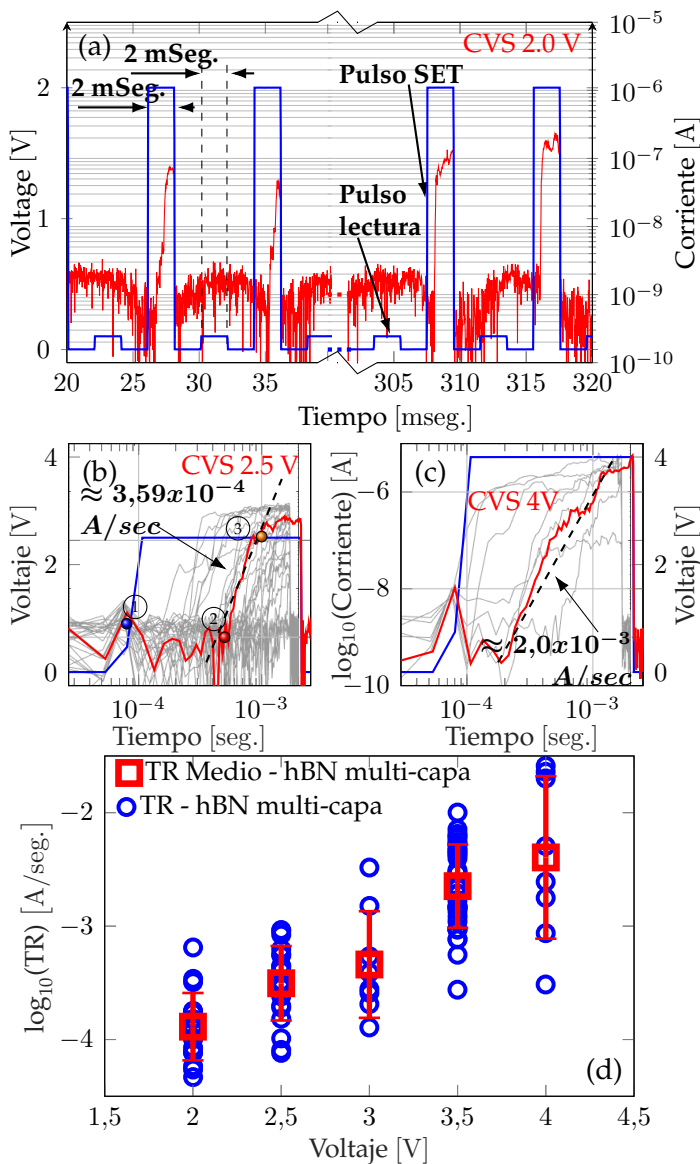 (a)
CVS 2.0 V
2 mSeg.
2 mSeg.
Pulso SET
Pulso
lectura
Voltage [V]
2
1
0
Corriente [A]
10⁻⁵
10⁻⁶
10⁻⁷
10⁻⁸
10⁻⁹
10⁻¹⁰
20 25 30 35 305 310 315 320
Tiempo [mseg.]
(b)
CVS 2.5 V
≈ 3,59x10⁻⁴
A/sec
3
1
2
Voltaje [V]
4
2
0
10⁻⁴ 10⁻³
Tiempo [seg.]
(c)
CVS 4V
≈ 2,0x10⁻³
A/sec
log₁₀(Corriente) [A]
−6
−8
−10
Voltaje [V]
4
2
0
10⁻⁴ 10⁻³
Tiempo [seg.]
TR Medio - hBN multi-capa
TR - hBN multi-capa
log₁₀(TR) [A/seg.]
−2
−3
−4
(d)
1,5 2 2,5 3 3,5 4 4,5
Voltaje [V]